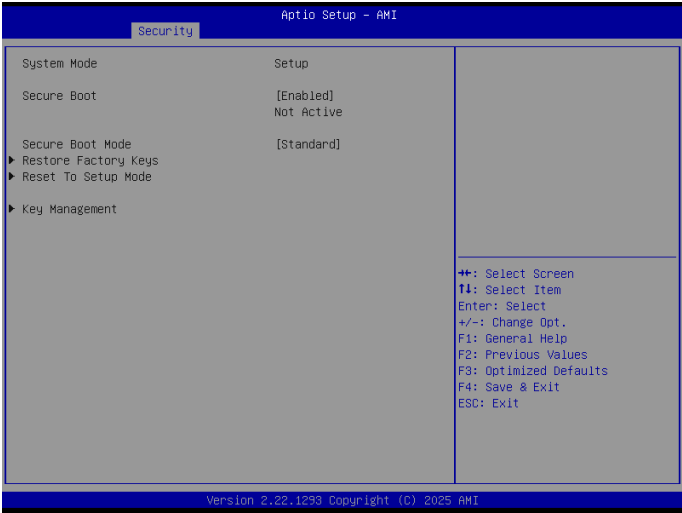 Aptio Setup – AMI
Security
System Mode Setup
Secure Boot [Enabled]
Not Active
Secure Boot Mode [Standard]
▶ Restore Factory Keys
▶ Reset To Setup Mode
▶ Key Management
→←: Select Screen
↑↓: Select Item
Enter: Select
+/-: Change Opt.
F1: General Help
F2: Previous Values
F3: Optimized Defaults
F4: Save & Exit
ESC: Exit
Version 2.22.1293 Copyright (C) 2025 AMI